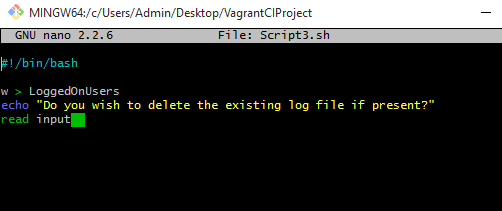 MINGW64:/c/Users/Admin/Desktop/VagrantCIProject
GNU nano 2.2.6 File: Script3.sh
#!/bin/bash
w > LoggedOnUsers
echo "Do you wish to delete the existing log file if present?"
read input